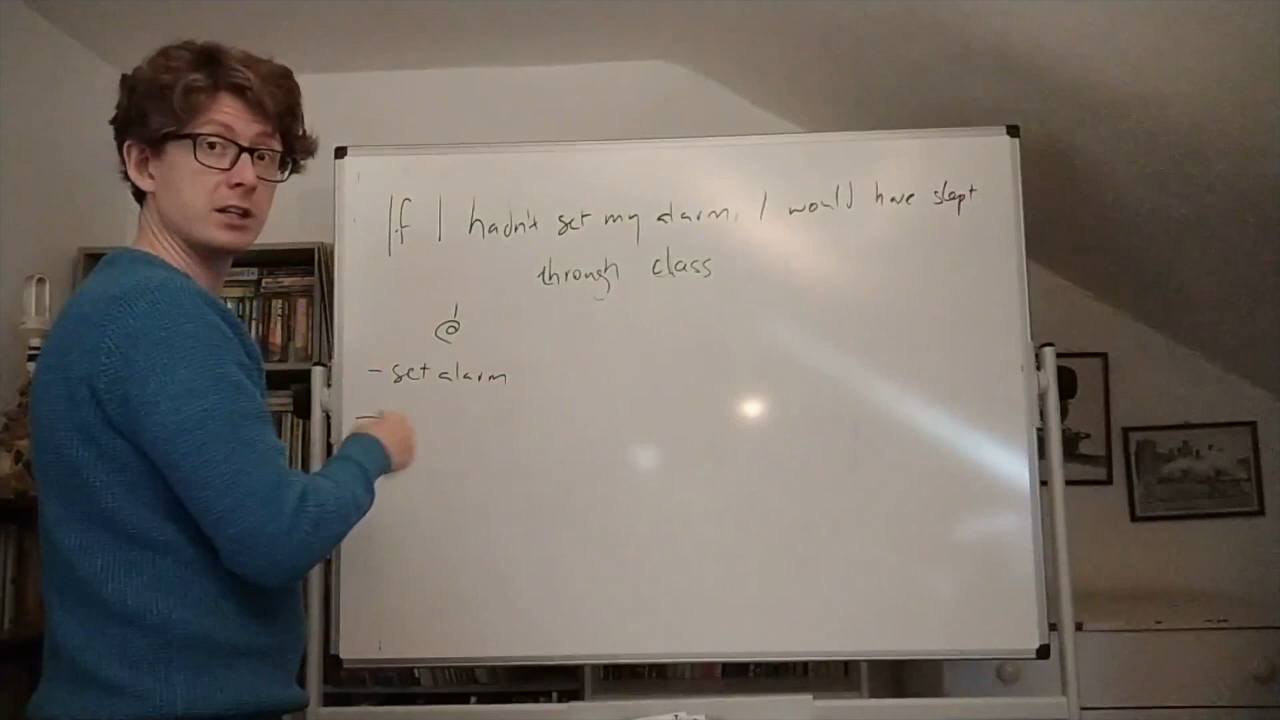 If I hadn't set my alarm, I would have slept
through class
@
- set alarm
-